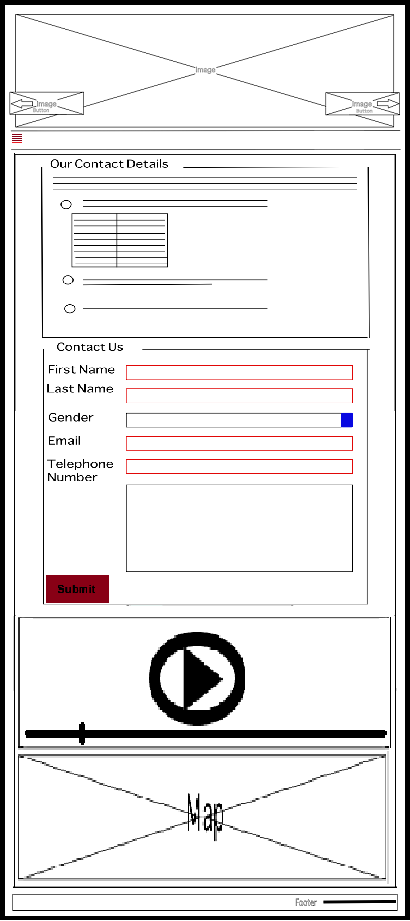 Image
Image
Button
Image
Button
Our Contact Details
Contact Us
First Name
Last Name
Gender
Email
Telephone
Number
Submit
Map
Footer